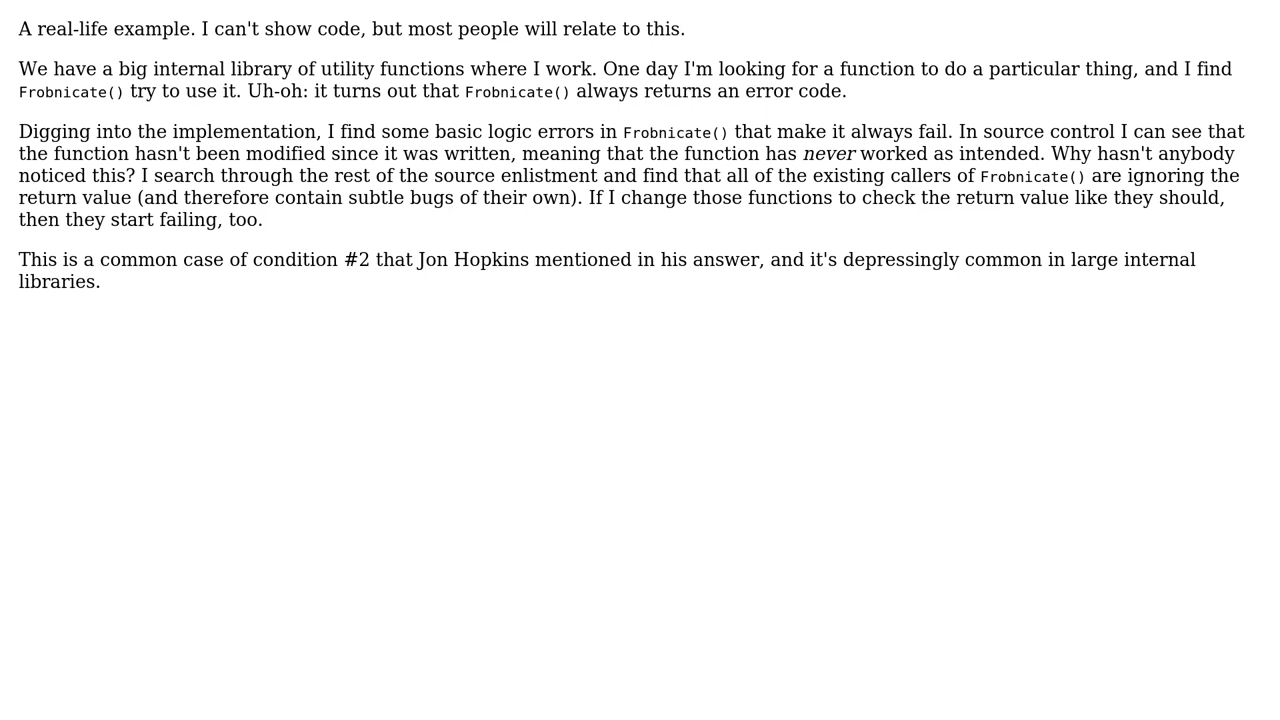 A real-life example. I can't show code, but most people will relate to this.
We have a big internal library of utility functions where I work. One day I'm looking for a function to do a particular thing, and I find
Frobnicate() try to use it. Uh-oh: it turns out that Frobnicate() always returns an error code.
Digging into the implementation, I find some basic logic errors in Frobnicate() that make it always fail. In source control I can see that
the function hasn't been modified since it was written, meaning that the function has never worked as intended. Why hasn't anybody
noticed this? I search through the rest of the source enlistment and find that all of the existing callers of Frobnicate() are ignoring the
return value (and therefore contain subtle bugs of their own). If I change those functions to check the return value like they should,
then they start failing, too.
This is a common case of condition #2 that Jon Hopkins mentioned in his answer, and it's depressingly common in large internal
libraries.